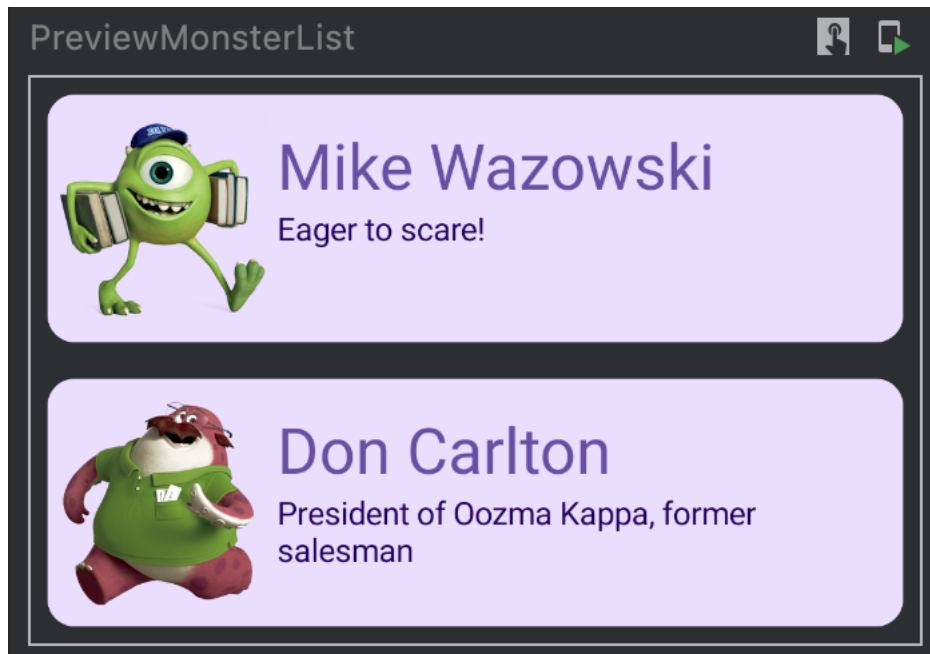 PreviewMonsterList
Mike Wazowski
Eager to scare!
Don Carlton
President of Oozma Kappa, former
salesman